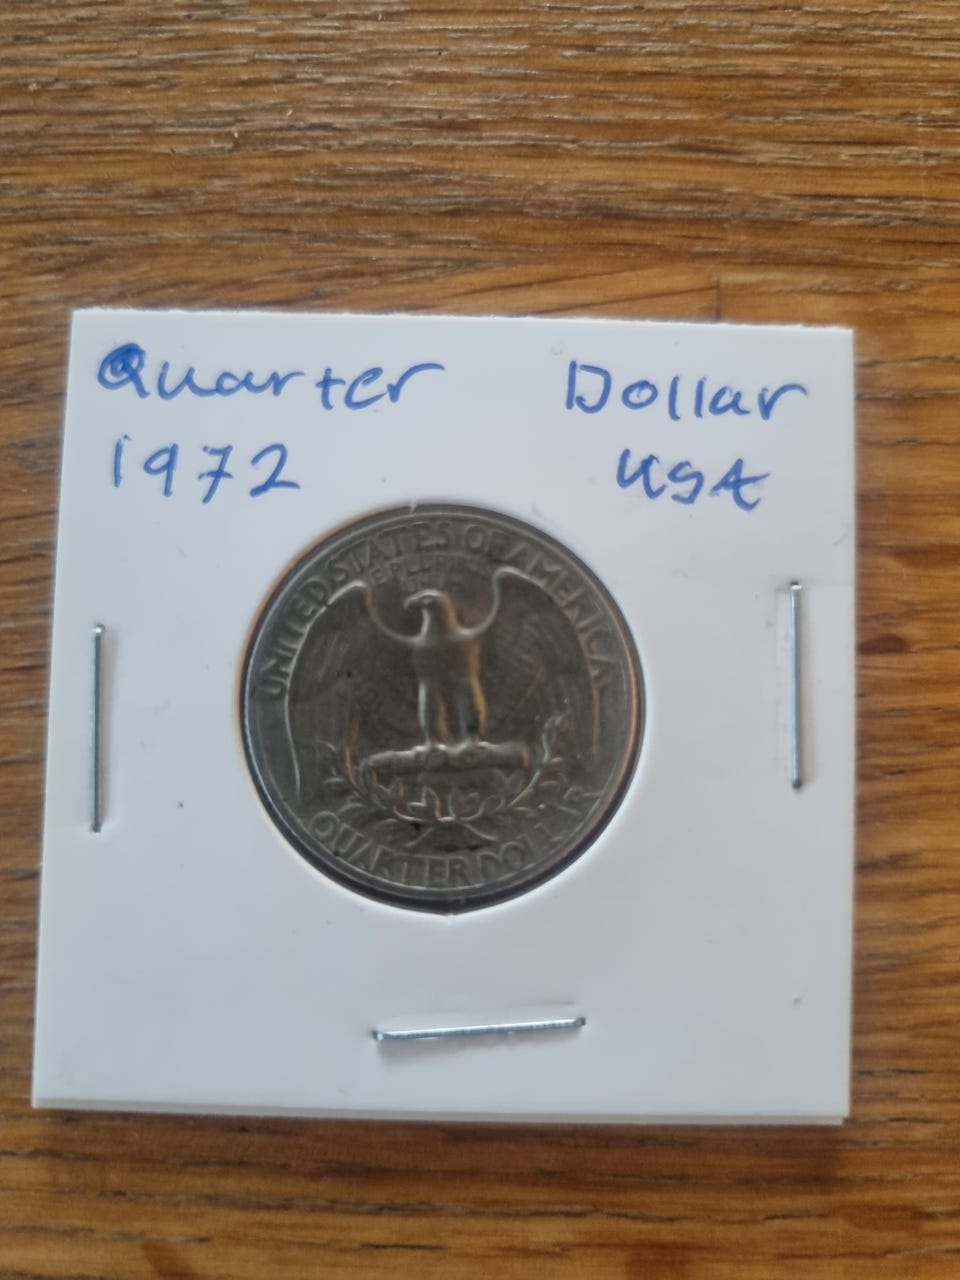 Quarter Dollar
1972 USA
UNITED STATES OF AMERICA
E PLURIBUS
UNUM
QUARTER DOLLAR